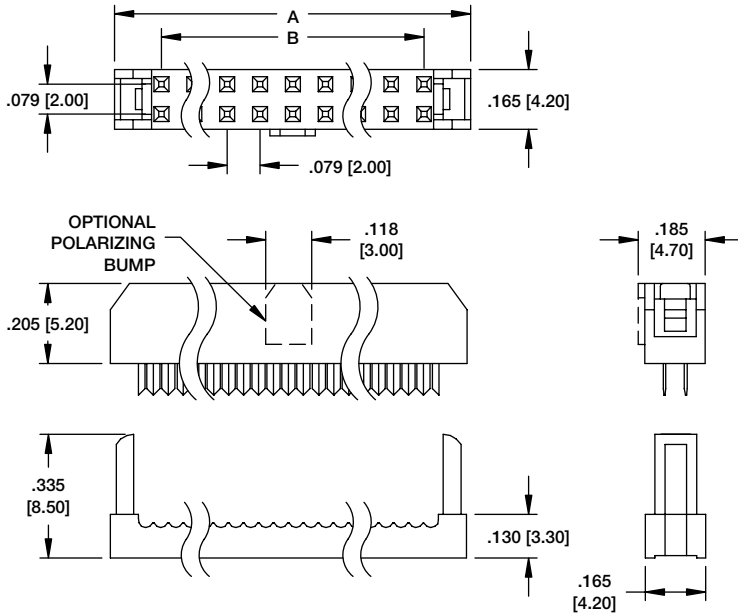 A
B
.079 [2.00]
.165 [4.20]
.079 [2.00]
OPTIONAL
POLARIZING
BUMP
.118
[3.00]
.185
[4.70]
.205 [5.20]
.335
[8.50]
.130 [3.30]
.165
[4.20]